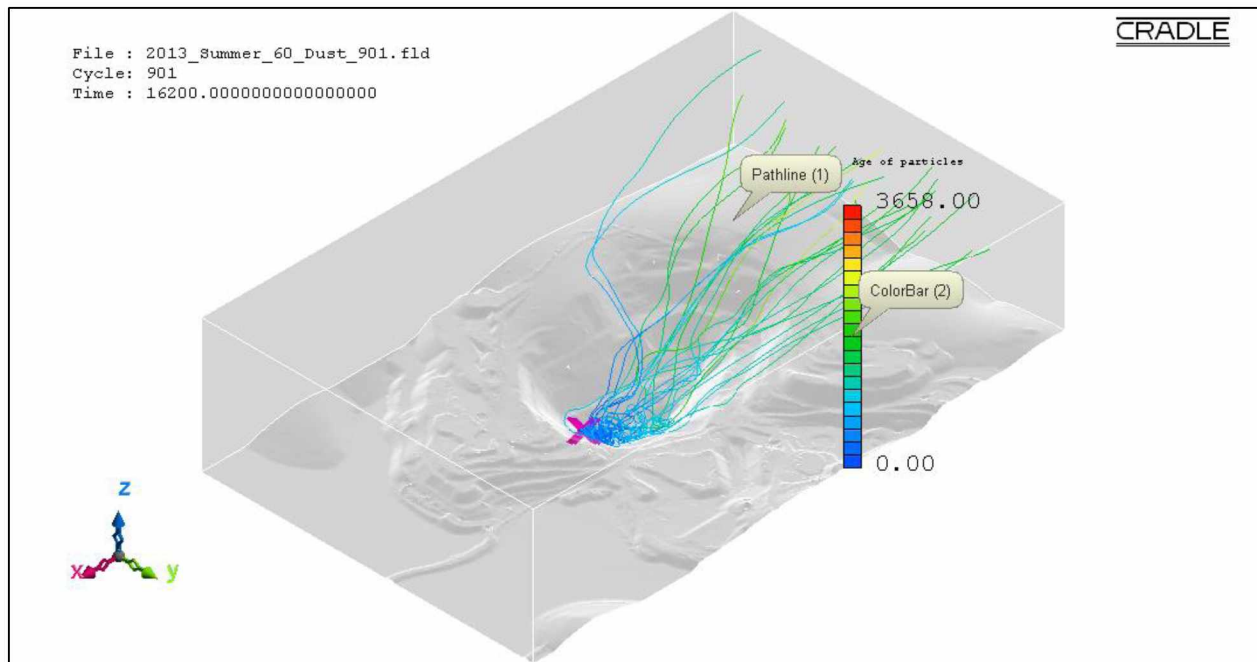 CRADLE
File : 2013_Summer_60_Dust_901.fld
Cycle: 901
Time : 16200.0000000000000000
Age of particles
Pathline (1)
3658.00
ColorBar (2)
0.00
z
x
y